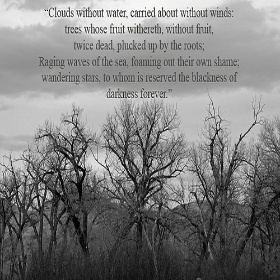 “Clouds without water, carried about without winds:
trees whose fruit withereth, without fruit,
twice dead, plucked up by the roots;
Raging waves of the sea, foaming out their own shame;
wandering stars, to whom is reserved the blackness of
darkness forever.”